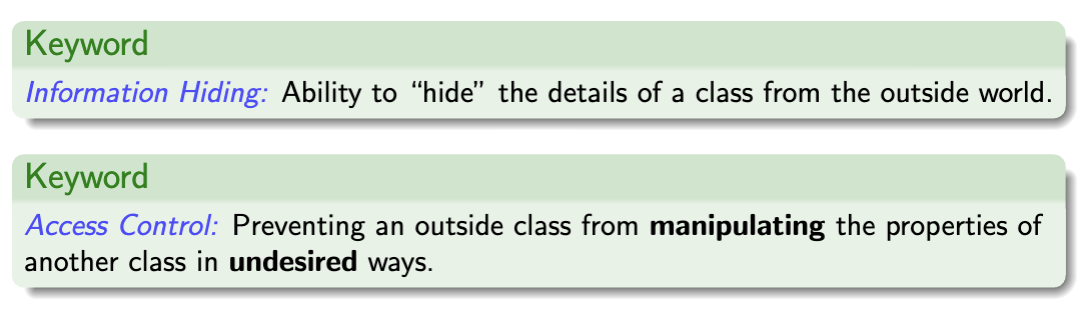 Keyword
Information Hiding: Ability to “hide” the details of a class from the outside world.
Keyword
Access Control: Preventing an outside class from manipulating the properties of
another class in undesired ways.